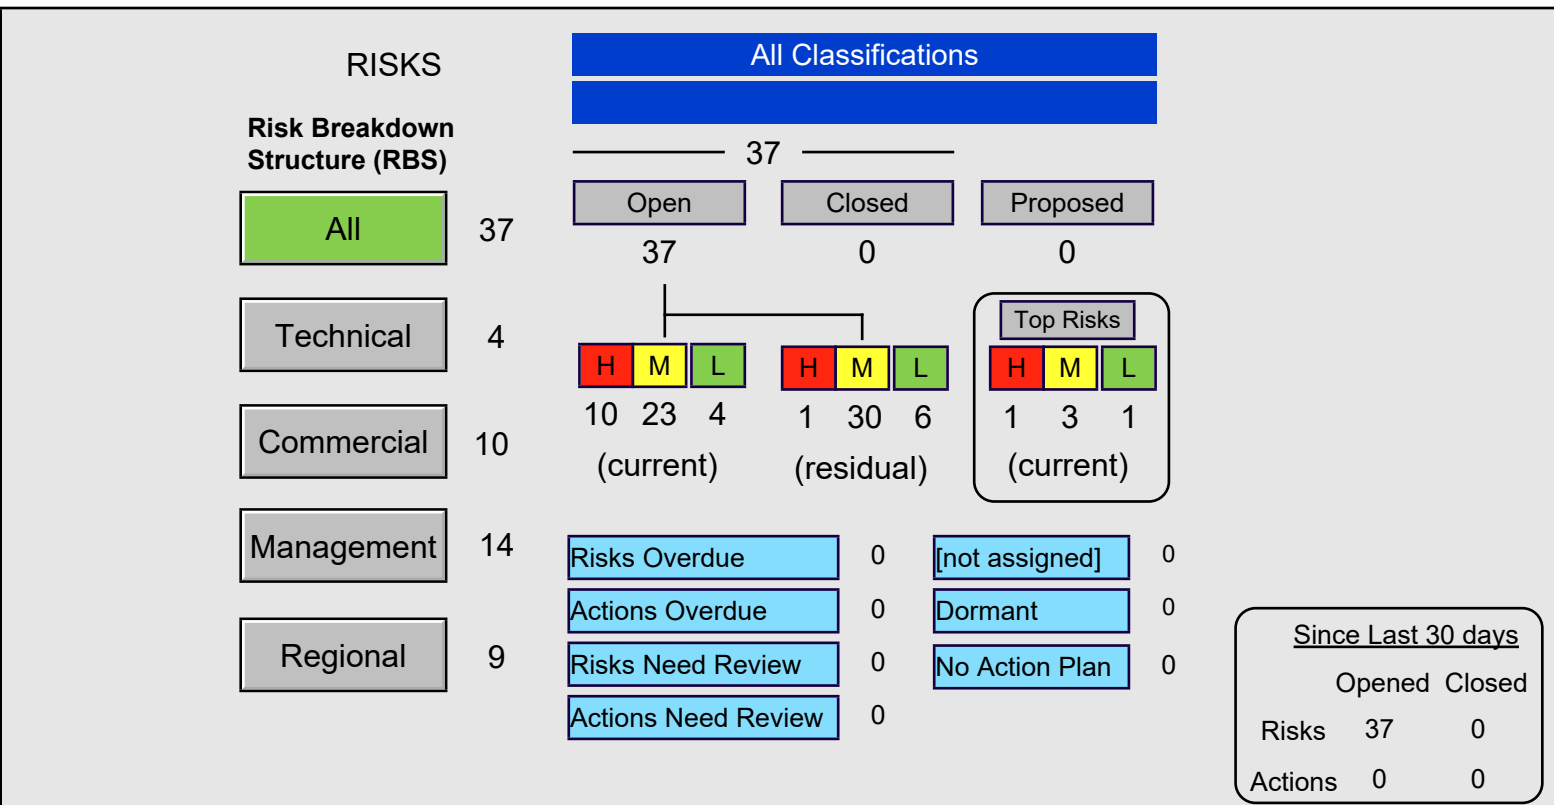 RISKS
All Classifications
Risk Breakdown
Structure (RBS)
37
Open Closed Proposed
All 37
37 0 0
Technical 4
Top Risks
H M L H M L H M L
10 23 4 1 30 6 1 3 1
Commercial 10
(current) (residual) (current)
Management 14
Risks Overdue 0 [not assigned] 0
Actions Overdue 0 Dormant 0
Regional 9
Risks Need Review 0 No Action Plan 0
Actions Need Review 0
Since Last 30 days
Opened Closed
Risks 37 0
Actions 0 0